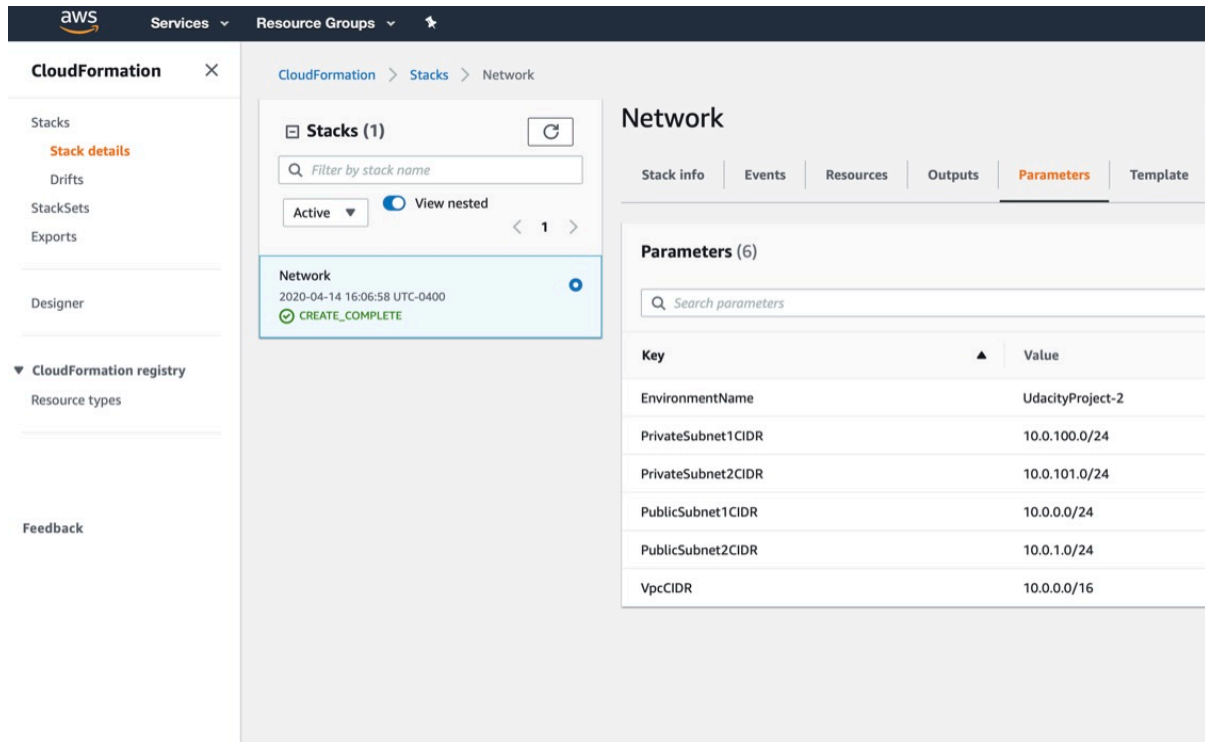 aws Services Resource Groups
CloudFormation
Stacks
Stack details
Drifts
StackSets
Exports
Designer
CloudFormation registry
Resource types
Feedback
CloudFormation > Stacks > Network
Stacks (1)
Filter by stack name
Active View nested
< 1 >
Network
2020-04-14 16:06:58 UTC-0400
CREATE_COMPLETE
Network
Stack info Events Resources Outputs Parameters Template
Parameters (6)
Search parameters
Key Value
EnvironmentName UdacityProject-2
PrivateSubnet1CIDR 10.0.100.0/24
PrivateSubnet2CIDR 10.0.101.0/24
PublicSubnet1CIDR 10.0.0.0/24
PublicSubnet2CIDR 10.0.1.0/24
VpcCIDR 10.0.0.0/16